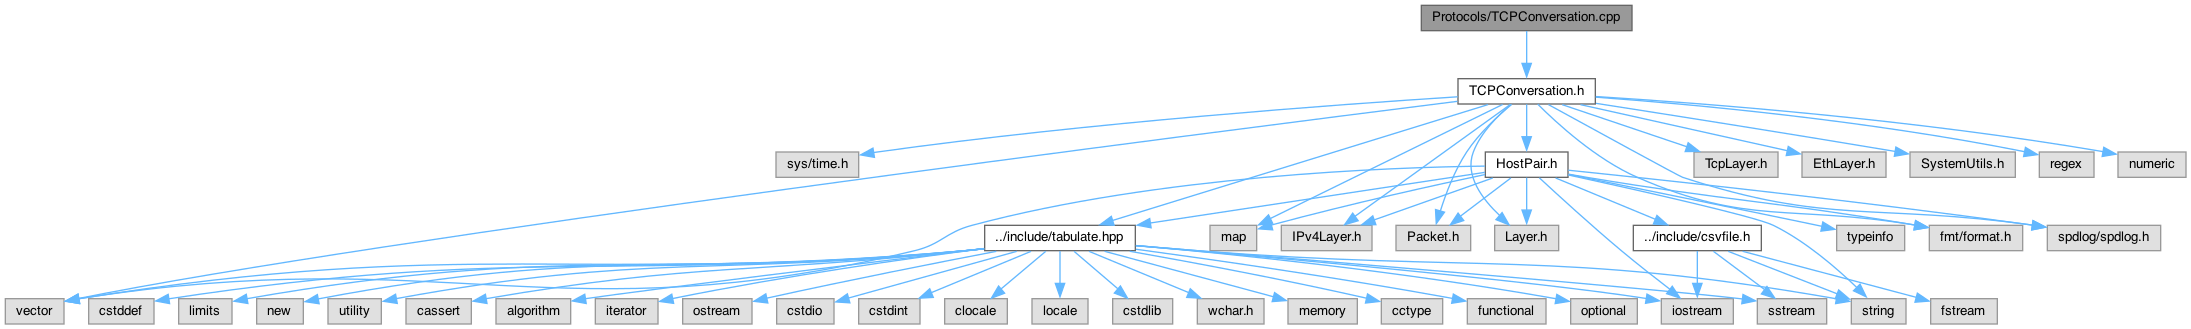 Protocols/TCPConversation.cpp
TCPConversation.h
sys/time.h
HostPair.h
TcpLayer.h
EthLayer.h
SystemUtils.h
regex
numeric
../include/tabulate.hpp
map
IPv4Layer.h
Packet.h
Layer.h
../include/csvfile.h
typeinfo
fmt/format.h
spdlog/spdlog.h
vector
cstddef
limits
new
utility
cassert
algorithm
iterator
ostream
cstdio
cstdint
clocale
locale
cstdlib
wchar.h
memory
cctype
functional
optional
iostream
sstream
string
fstream